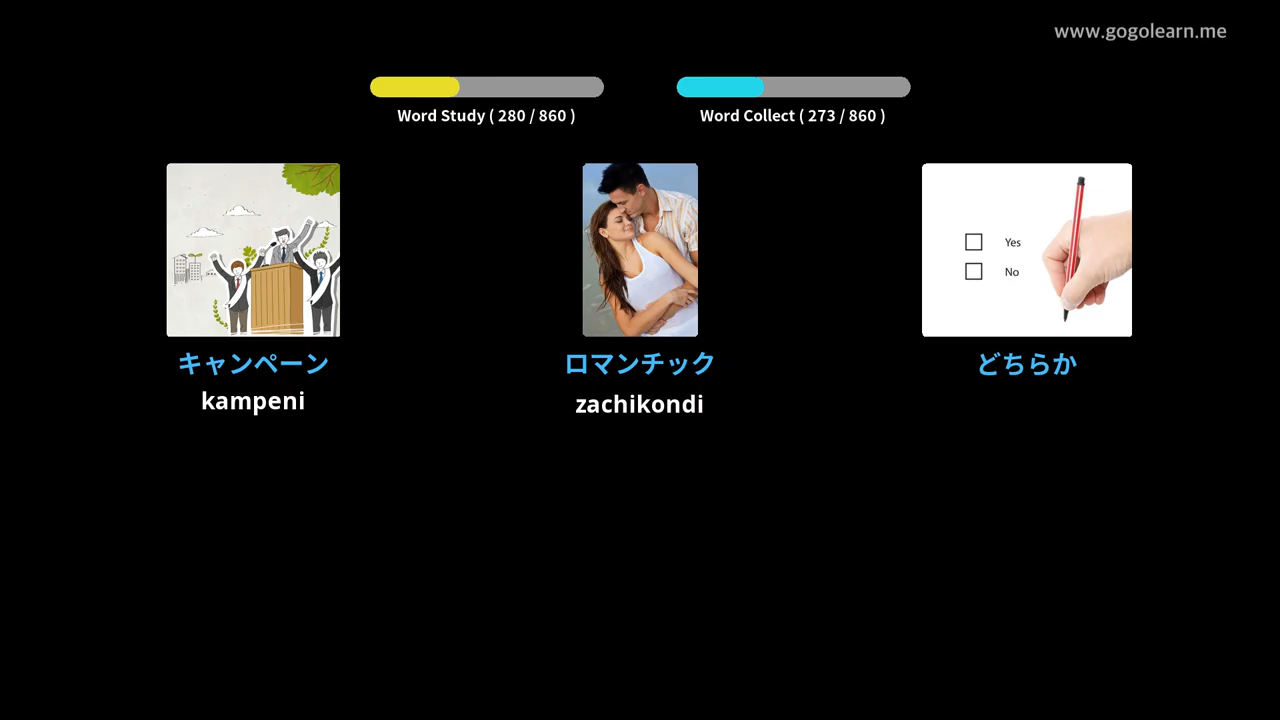 www.gogolearn.me
Word Study ( 280 / 860 )
Word Collect ( 273 / 860 )
Yes
No
キャンペーン
ロマンチック
どちらか
kampeni
zachikondi